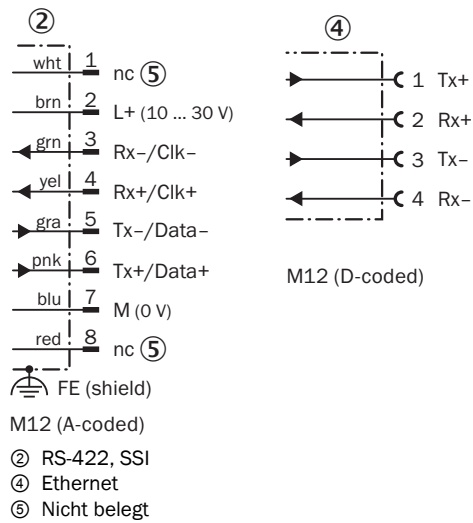 ②
wht 1 nc ⑤
brn 2 L+ (10 ... 30 V)
grn 3 Rx–/Clk–
yel 4 Rx+/Clk+
gra 5 Tx–/Data–
pnk 6 Tx+/Data+
blu 7 M (0 V)
red 8 nc ⑤
FE (shield)
M12 (A-coded)
④
1 Tx+
2 Rx+
3 Tx–
4 Rx–
M12 (D-coded)
② RS-422, SSI
④ Ethernet
⑤ Nicht belegt